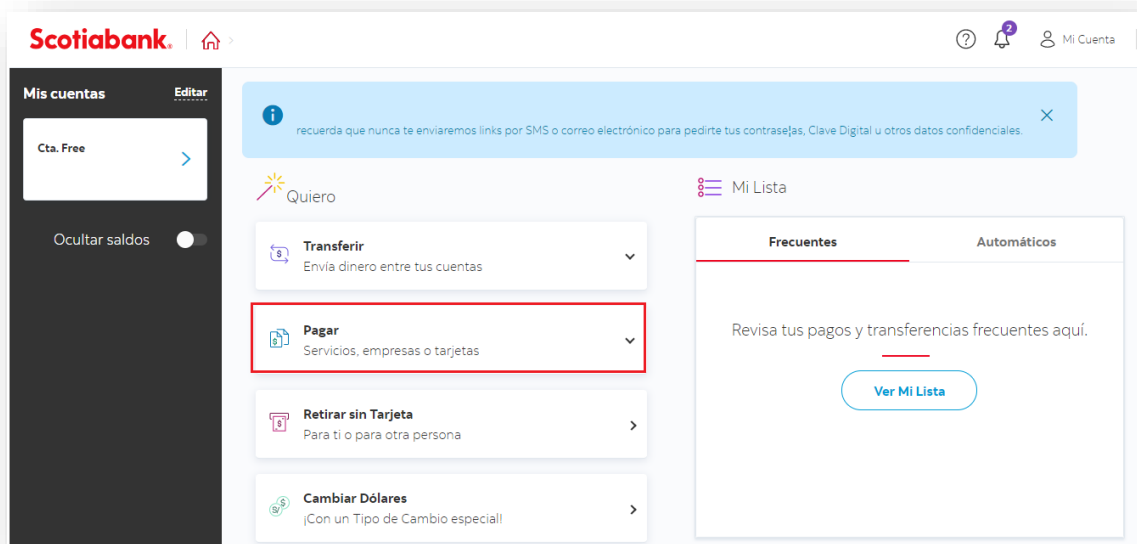 Scotiabank®
2
Mi Cuenta
Mis cuentas
Editar
Cta. Free
Ocultar saldos
recuerda que nunca te enviaremos links por SMS o correo electrónico para pedirte tus contrase[as, Clave Digital u otros datos confidenciales.
Quiero
Transferir
Envía dinero entre tus cuentas
Pagar
Servicios, empresas o tarjetas
Retirar sin Tarjeta
Para ti o para otra persona
Cambiar Dólares
¡Con un Tipo de Cambio especial!
Mi Lista
Frecuentes
Automáticos
Revisa tus pagos y transferencias frecuentes aquí.
Ver Mi Lista